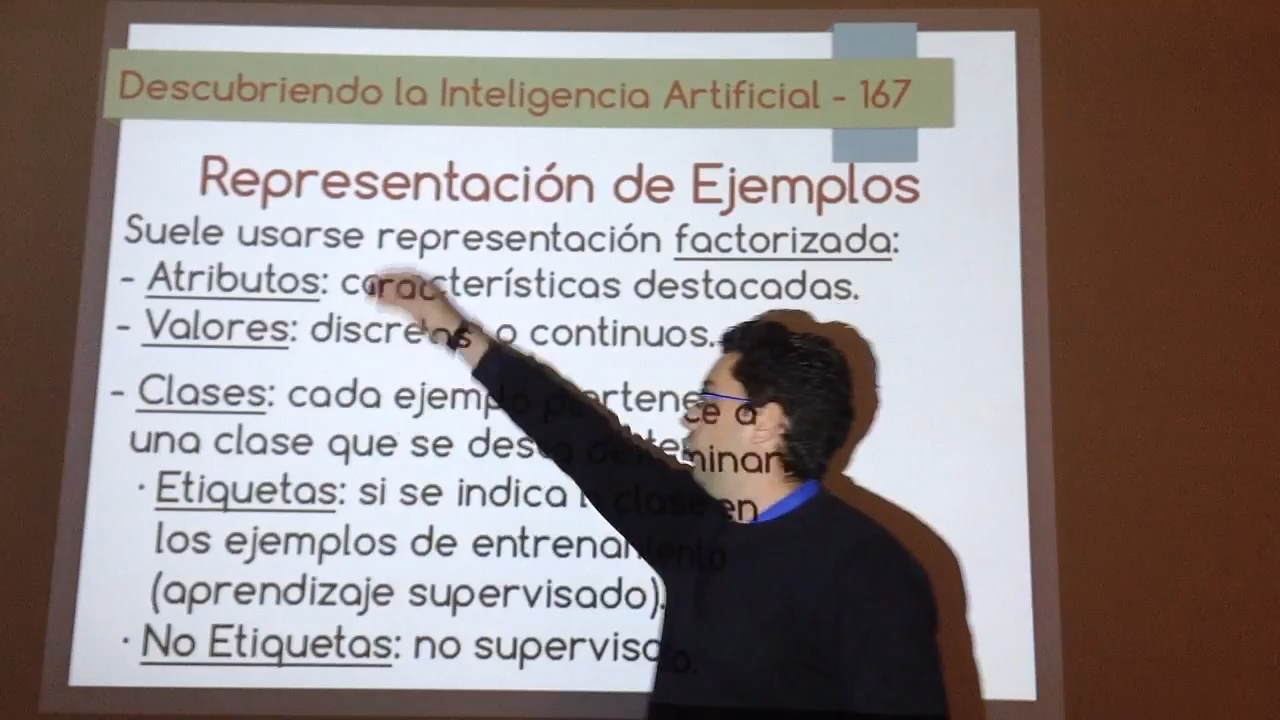 Descubriendo la Inteligencia Artificial - 167
Representación de Ejemplos
Suele usarse representación factorizada:
- Atributos: características destacadas.
- Valores: discretos o continuos.
- Clases: cada ejemplo pertenece a
una clase que se desea determinar
· Etiquetas: si se indica la clase en
los ejemplos de entrenamiento
(aprendizaje supervisado).
· No Etiquetas: no supervisado.